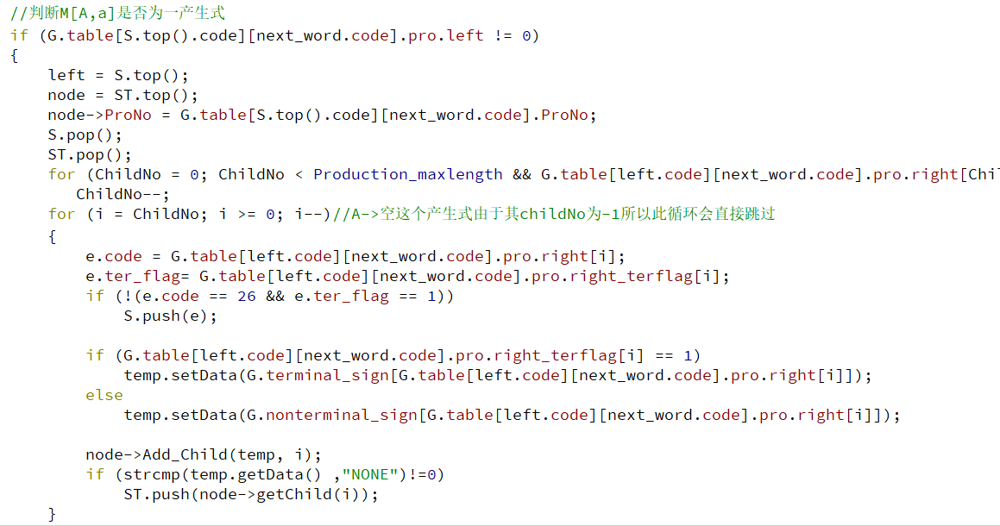 //判断M[A,a]是否为一产生式
if (G.table[S.top().code][next_word.code].pro.left != 0)
{
    left = S.top();
    node = ST.top();
    node->ProNo = G.table[S.top().code][next_word.code].ProNo;
    S.pop();
    ST.pop();
    for (ChildNo = 0; ChildNo < Production_maxlength && G.table[left.code][next_word.code].pro.right[Chi
       ChildNo--;
    for (i = ChildNo; i >= 0; i--)//A->空这个产生式由于其childNo为-1所以此循环会直接跳过
    {
        e.code = G.table[left.code][next_word.code].pro.right[i];
        e.ter_flag= G.table[left.code][next_word.code].pro.right_terflag[i];
        if (!(e.code == 26 && e.ter_flag == 1))
            S.push(e);

        if (G.table[left.code][next_word.code].pro.right_terflag[i] == 1)
            temp.setData(G.terminal_sign[G.table[left.code][next_word.code].pro.right[i]]);
        else
            temp.setData(G.nonterminal_sign[G.table[left.code][next_word.code].pro.right[i]]);

        node->Add_Child(temp, i);
        if (strcmp(temp.getData() ,"NONE")!=0)
            ST.push(node->getChild(i));
    }